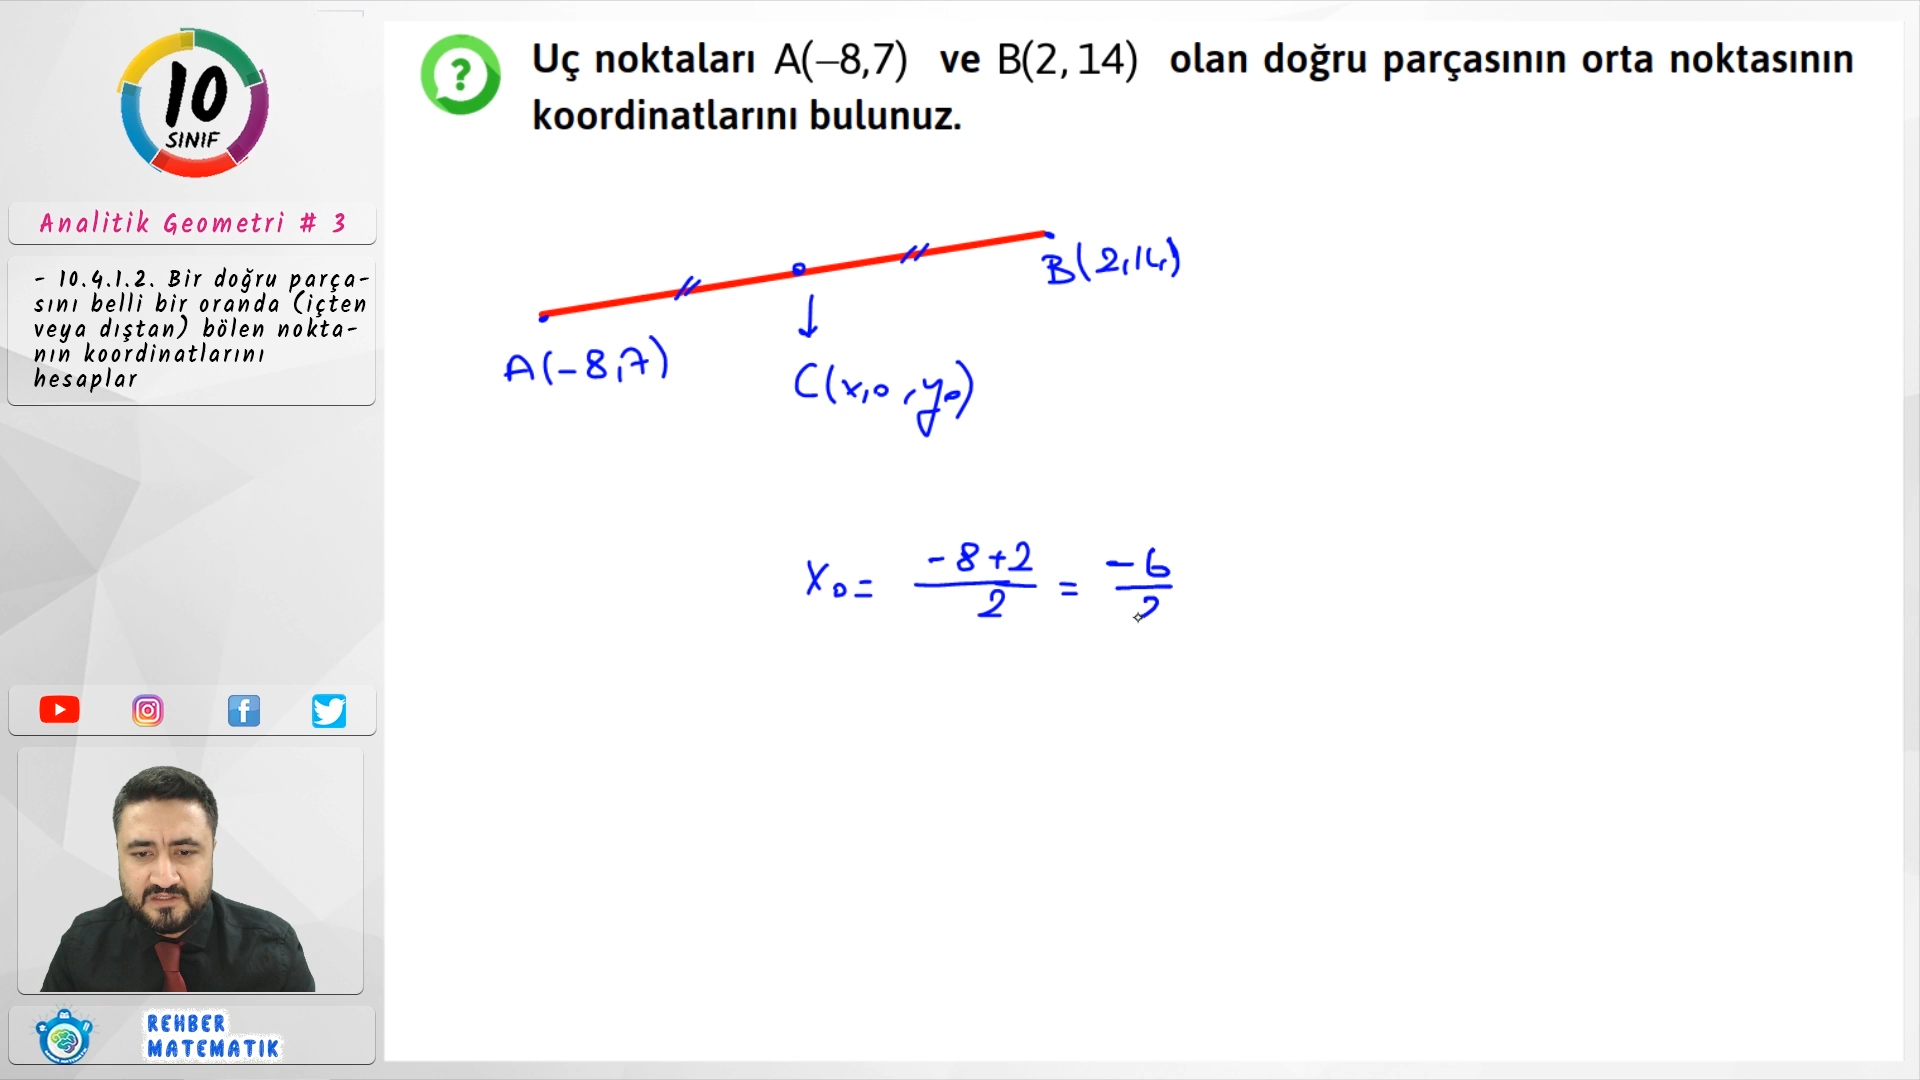 10
SINIF
Analitik Geometri # 3
- 10.4.1.2. Bir doğru parça-
sını belli bir oranda (içten
veya dıştan) bölen nokta-
nın koordinatlarını
hesaplar
REHBER
MATEMATİK
Uç noktaları A(−8,7) ve B(2,14) olan doğru parçasının orta noktasının
koordinatlarını bulunuz.
B(2,14)
A(-8,7)
C(x,0 ,y0)
x0 = -8+2/2 = -6/2